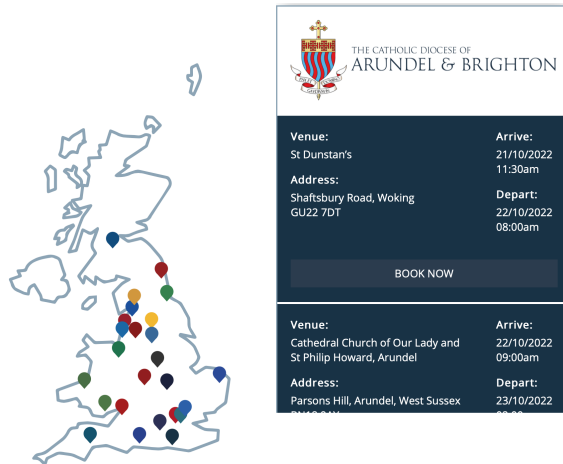 THE CATHOLIC DIOCESE OF
ARUNDEL & BRIGHTON
Venue:
St Dunstan's
Address:
Shaftsbury Road, Woking
GU22 7DT
Arrive:
21/10/2022
11:30am
Depart:
22/10/2022
08:00am
BOOK NOW
Venue:
Cathedral Church of Our Lady and
St Philip Howard, Arundel
Address:
Parsons Hill, Arundel, West Sussex
Arrive:
22/10/2022
09:00am
Depart:
23/10/2022